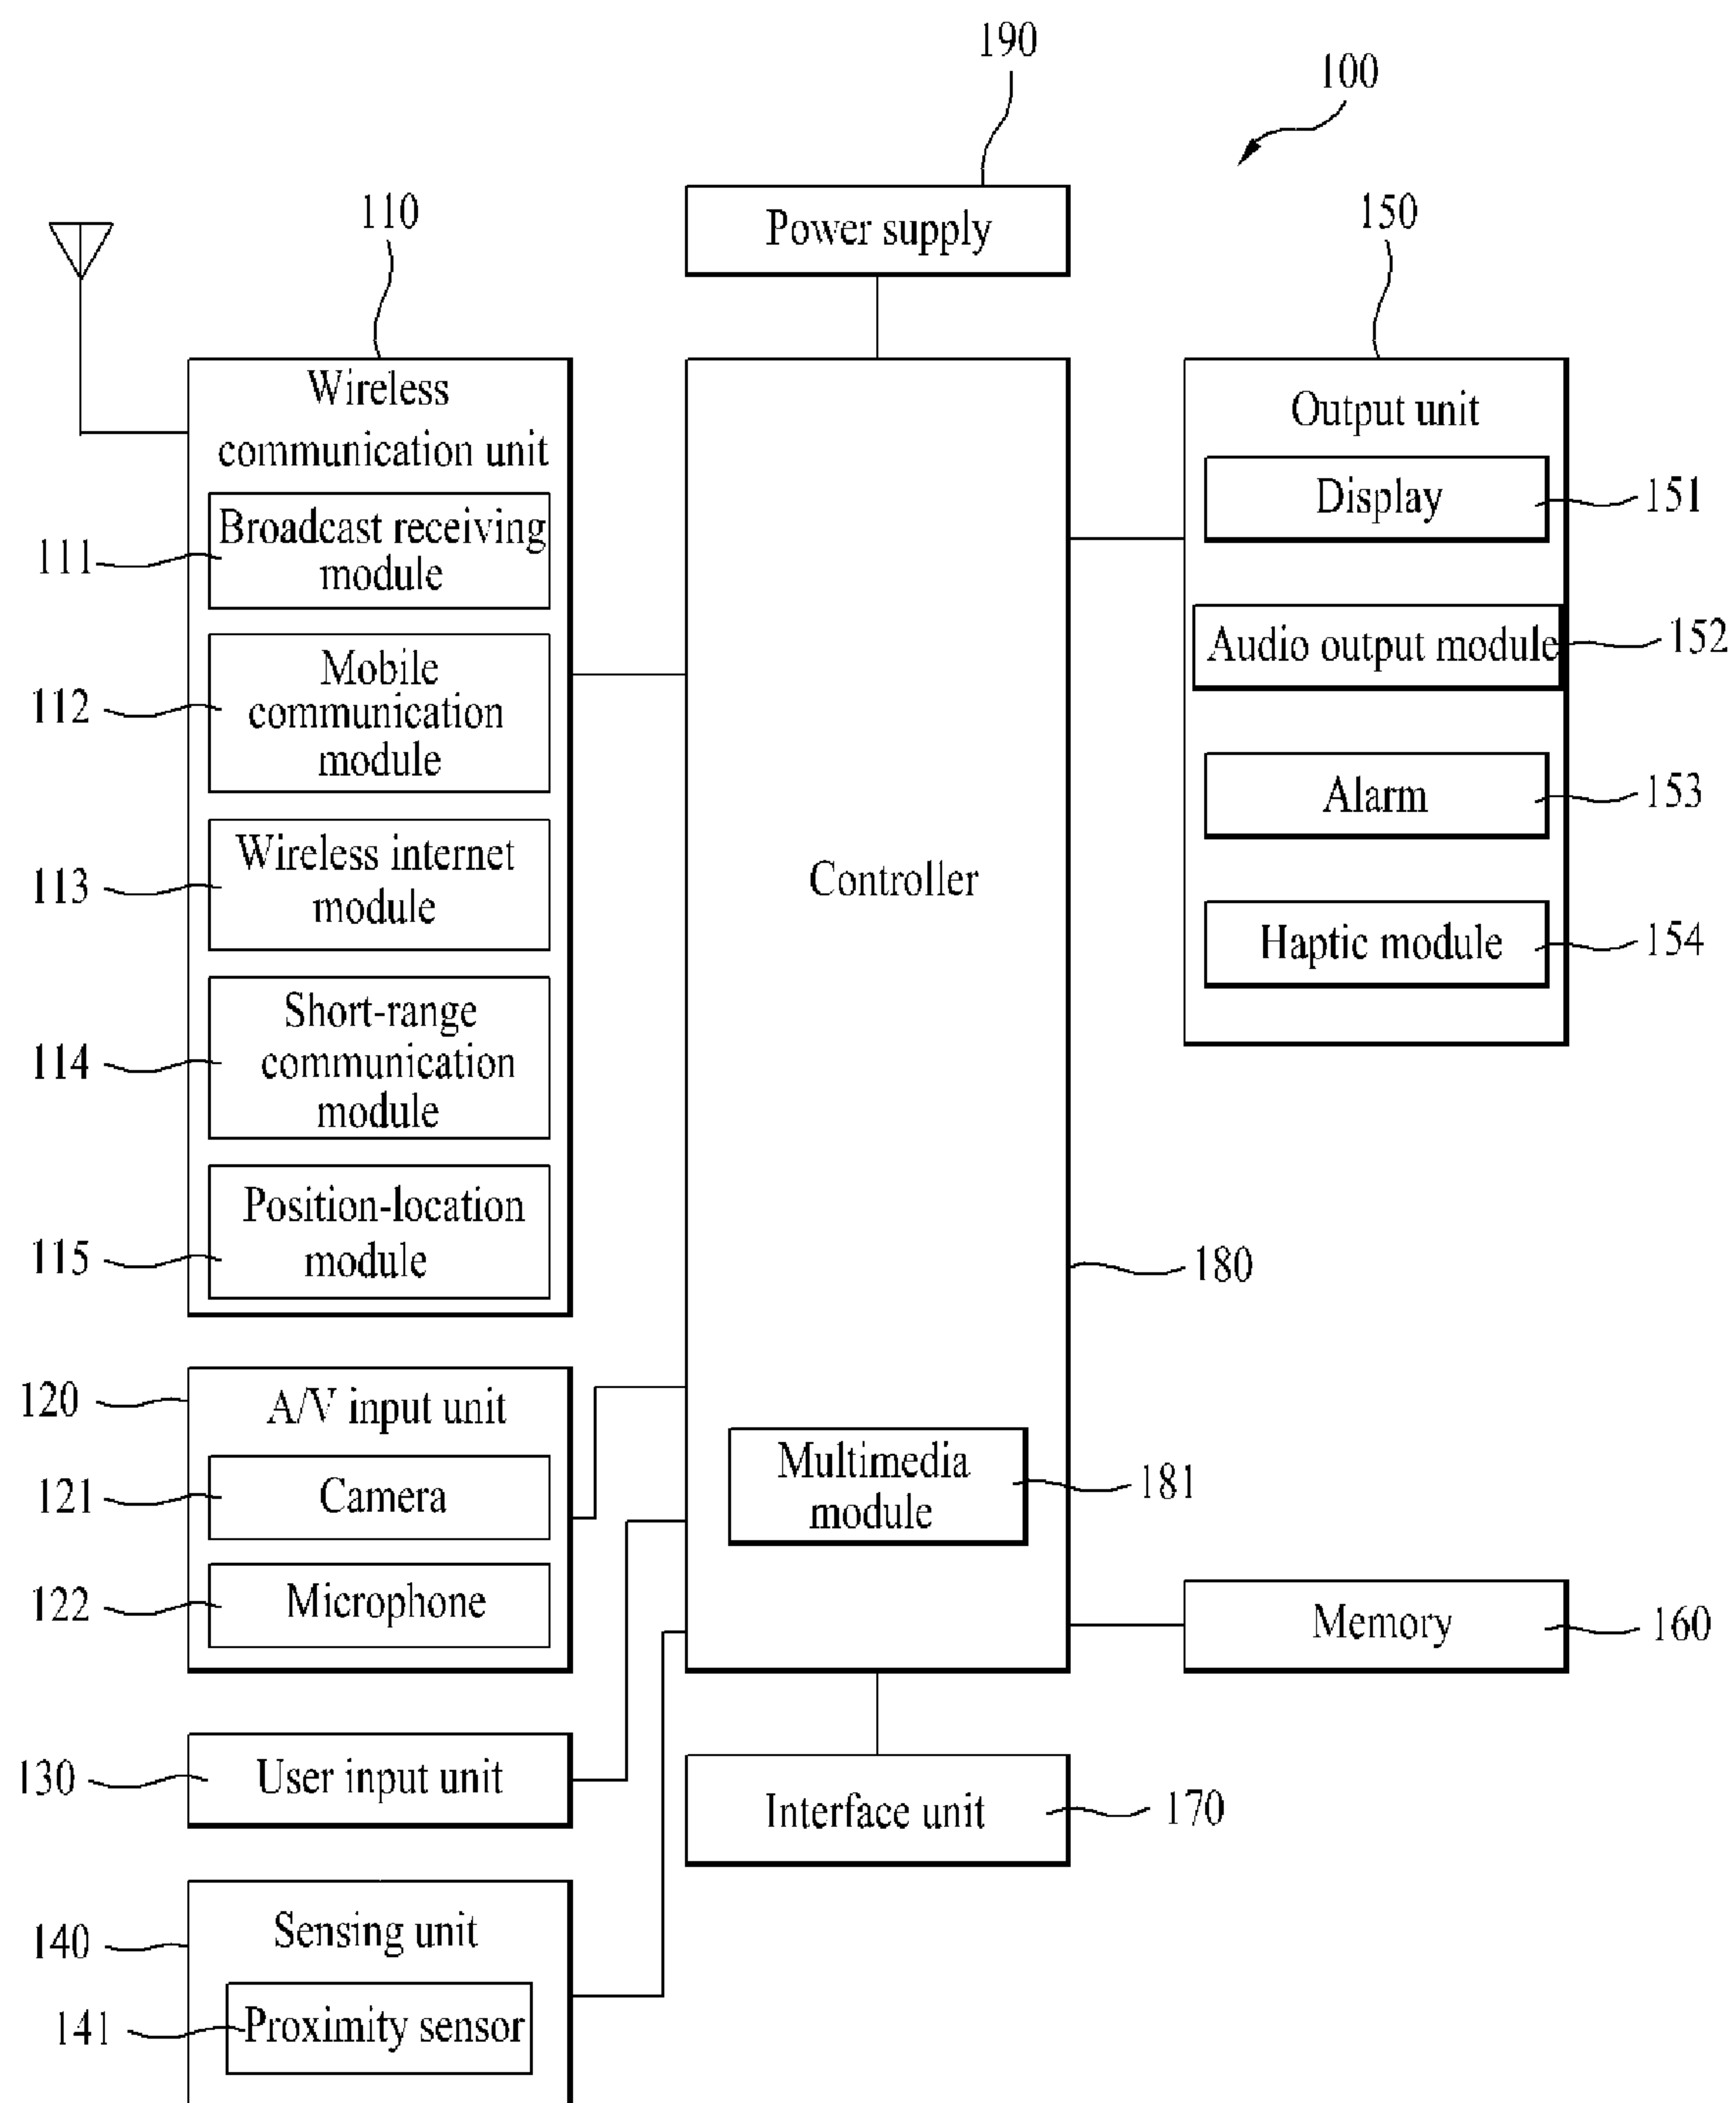 190
100
110
Power supply
150
Wireless
communication unit
Output unit
Broadcast receiving
module
111
Display
151
Mobile
communication
module
112
Audio output module
152
Alarm
153
Wireless internet
module
113
Controller
Haptic module
154
Short-range
communication
module
114
Position-location
module
115
180
120
A/V input unit
Camera
121
Multimedia
module
181
Microphone
122
Memory
160
130
User input unit
Interface unit
170
140
Sensing unit
141
Proximity sensor